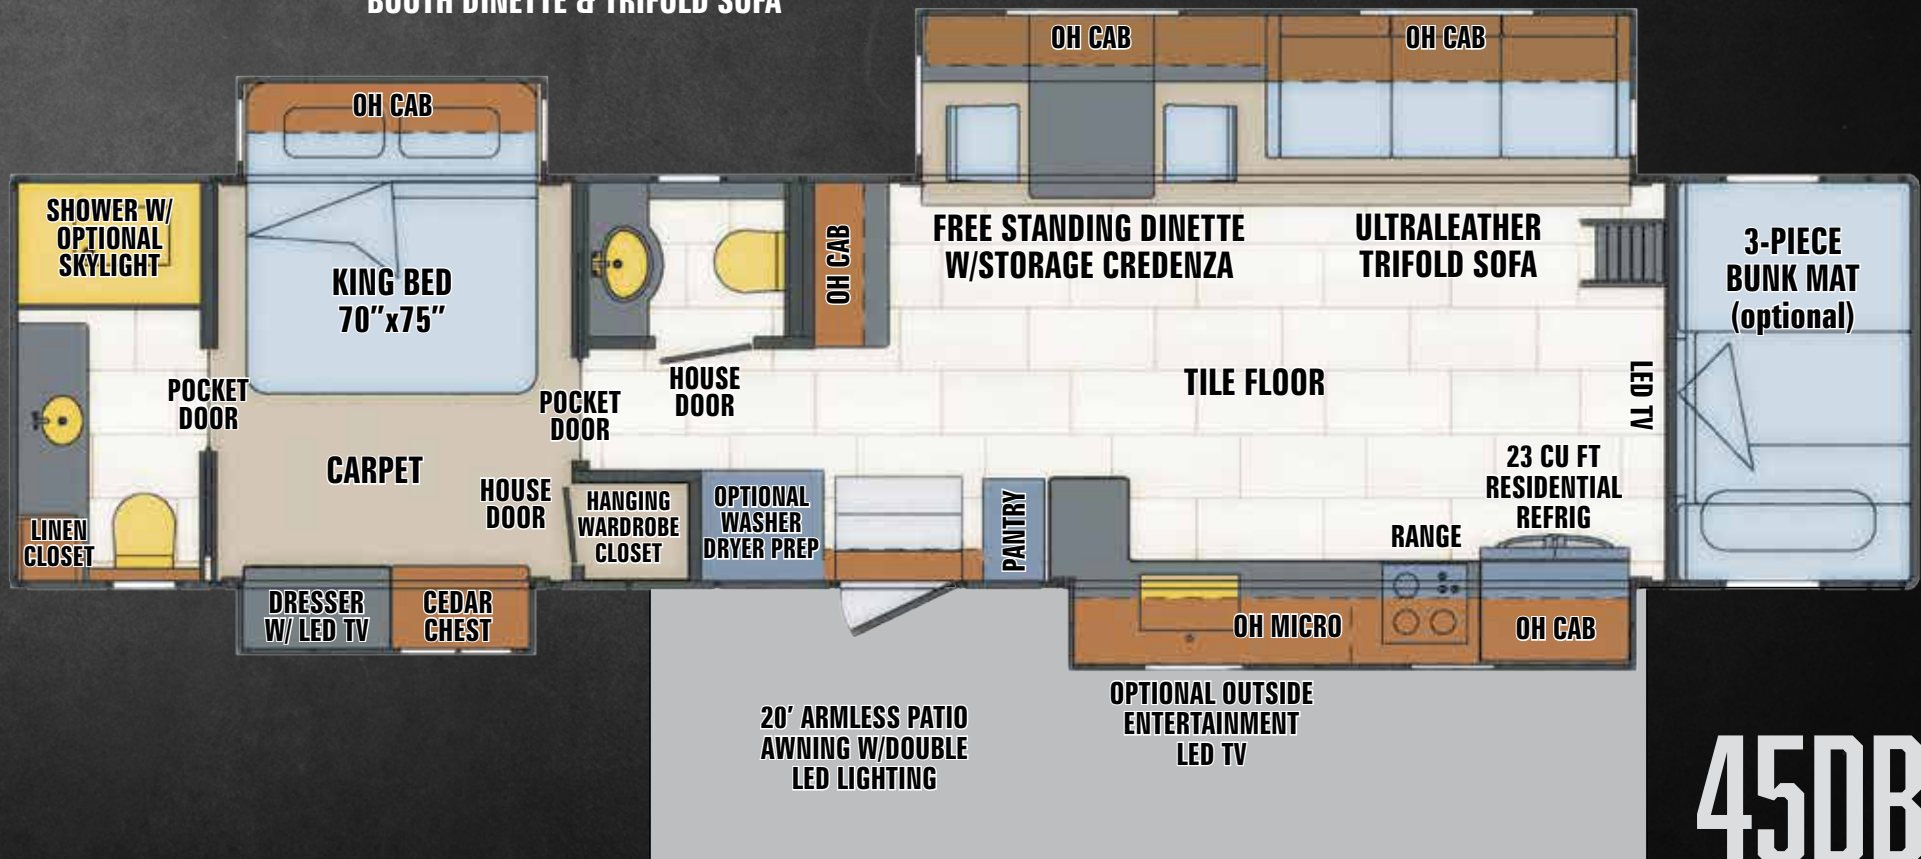 BOOTH DINETTE & TRIFOLD SOFA
OH CAB
OH CAB
OH CAB
SHOWER W/
OPTIONAL
SKYLIGHT
KING BED
70"x75"
OH CAB
FREE STANDING DINETTE
W/STORAGE CREDENZA
ULTRALEATHER
TRIFOLD SOFA
3-PIECE
BUNK MAT
(optional)
POCKET
DOOR
POCKET
DOOR
HOUSE
DOOR
TILE FLOOR
LED TV
CARPET
HOUSE
DOOR
HANGING
WARDROBE
CLOSET
OPTIONAL
WASHER
DRYER PREP
PANTRY
RANGE
23 CU FT
RESIDENTIAL
REFRIG
LINEN
CLOSET
DRESSER
W/ LED TV
CEDAR
CHEST
OH MICRO
OH CAB
20' ARMLESS PATIO
AWNING W/DOUBLE
LED LIGHTING
OPTIONAL OUTSIDE
ENTERTAINMENT
LED TV
45DB